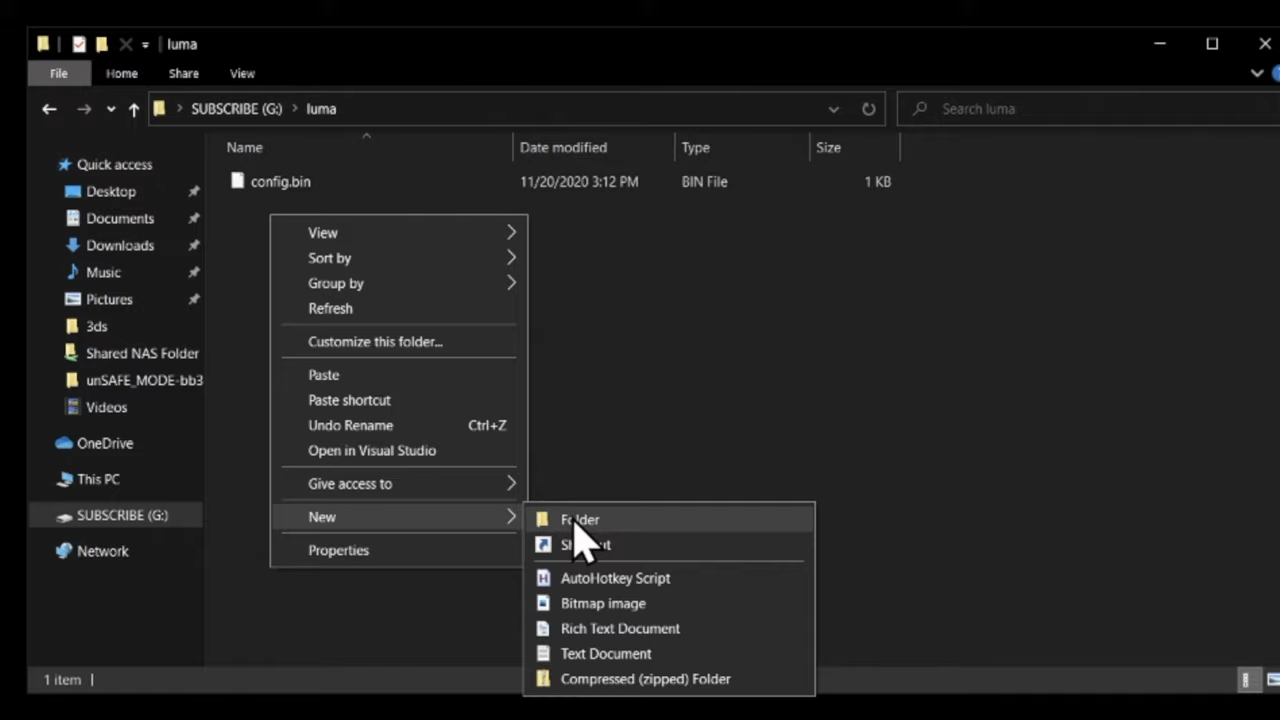 luma
File Home Share View
SUBSCRIBE (G:) luma
Search luma
Name Date modified Type Size
config.bin 11/20/2020 3:12 PM BIN File 1 KB
Quick access
Desktop
Documents
Downloads
Music
Pictures
3ds
Shared NAS Folder
unSAFE_MODE-bb3
Videos
OneDrive
This PC
SUBSCRIBE (G:)
Network
View
Sort by
Group by
Refresh
Customize this folder...
Paste
Paste shortcut
Undo Rename Ctrl+Z
Open in Visual Studio
Give access to
New
Properties
Folder
AutoHotkey Script
Bitmap image
Rich Text Document
Text Document
Compressed (zipped) Folder
1 item